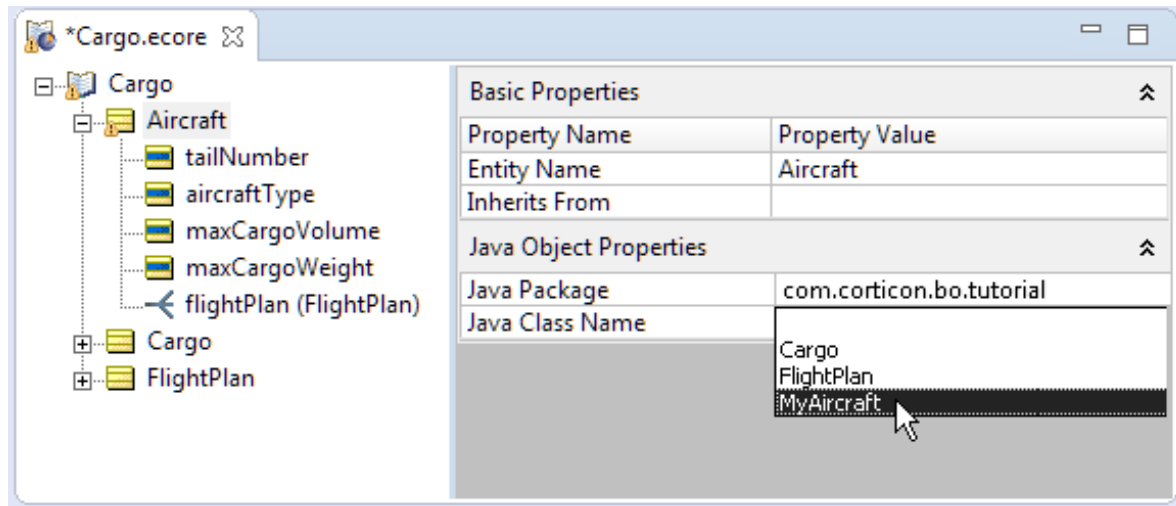 *Cargo.ecore
Cargo
Aircraft
tailNumber
aircraftType
maxCargoVolume
maxCargoWeight
flightPlan (FlightPlan)
Cargo
FlightPlan
Basic Properties
Property Name Property Value
Entity Name Aircraft
Inherits From
Java Object Properties
Java Package com.corticon.bo.tutorial
Java Class Name
Cargo
FlightPlan
MyAircraft